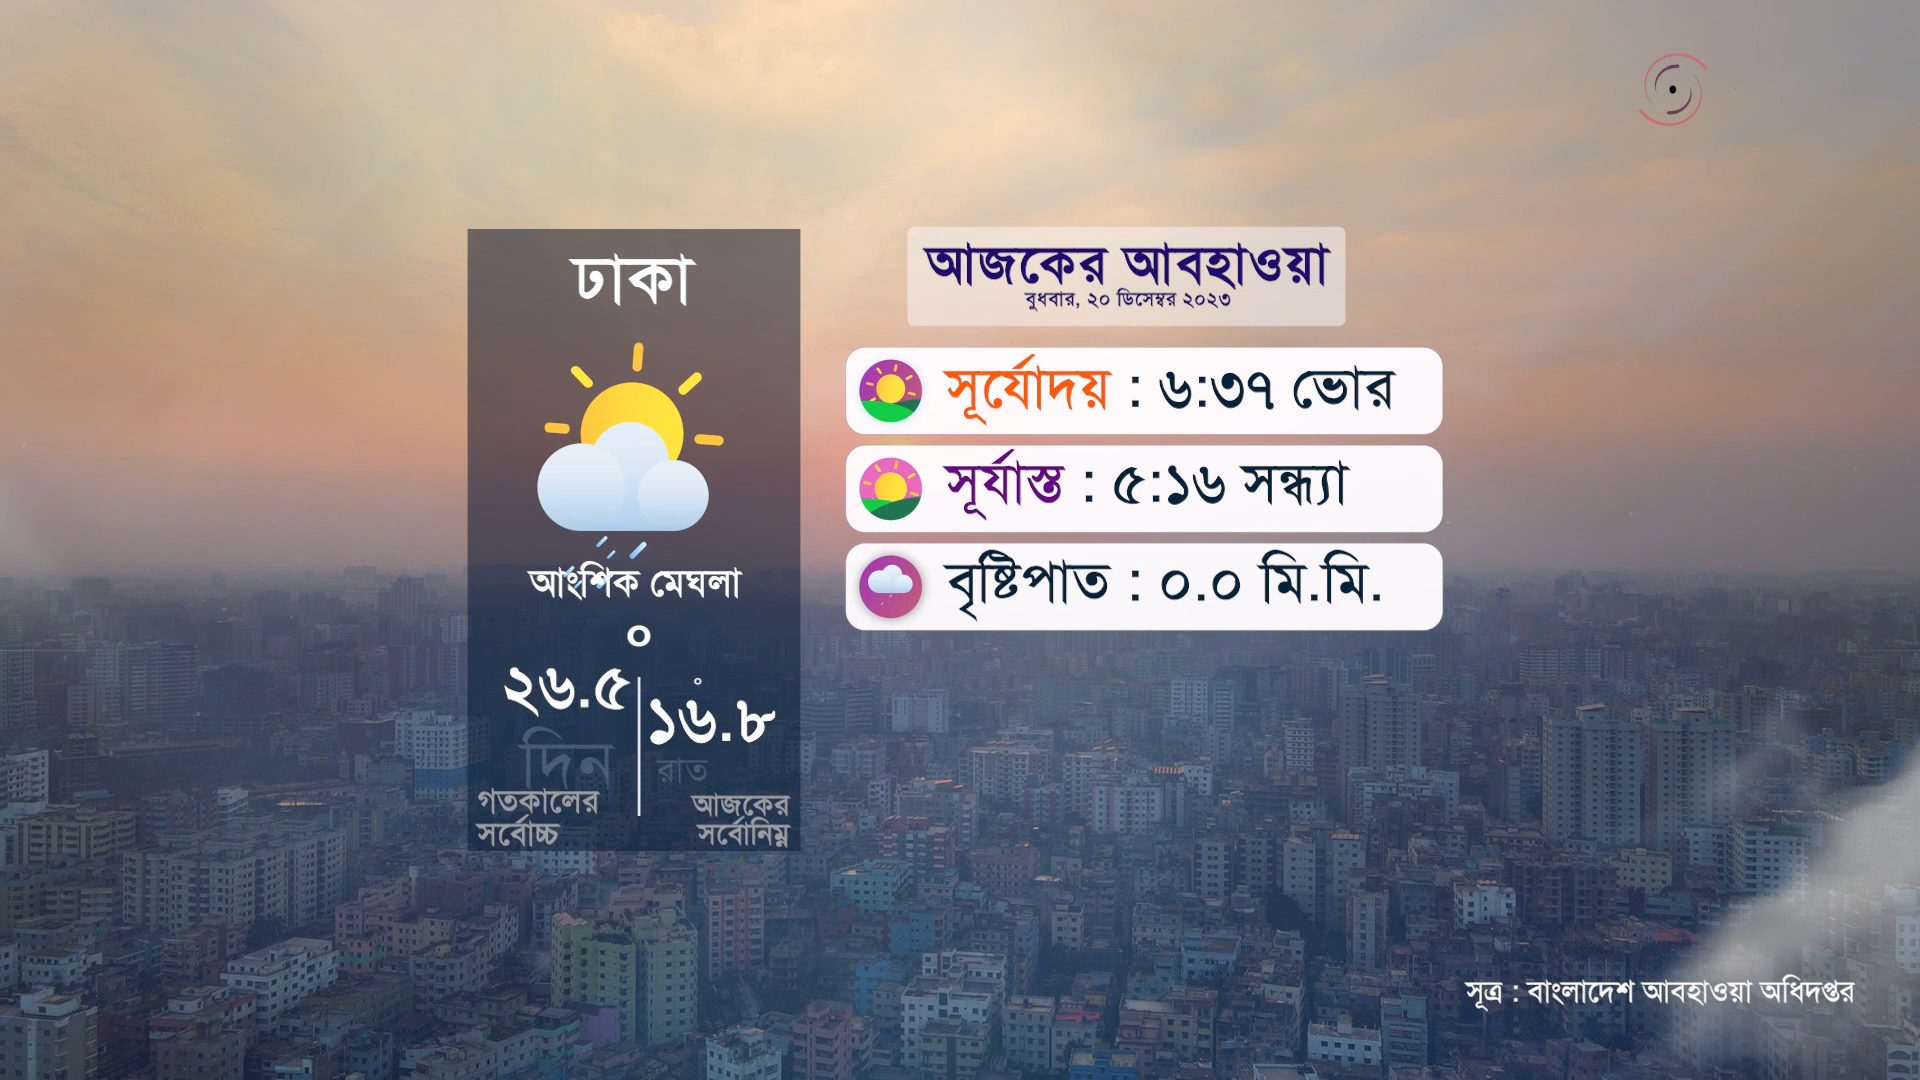 ঢাকা
আংশিক মেঘলা
২৬.৫°
দিন
গতকালের
সর্বোচ্চ
১৬.৮°
রাত
আজকের
সর্বোনিম্ন
আজকের আবহাওয়া
বুধবার, ২০ ডিসেম্বর ২০২৩
সূর্যোদয় : ৬:৩৭ ভোর
সূর্যাস্ত : ৫:১৬ সন্ধ্যা
বৃষ্টিপাত : ০.০ মি.মি.
সূত্র : বাংলাদেশ আবহাওয়া অধিদপ্তর